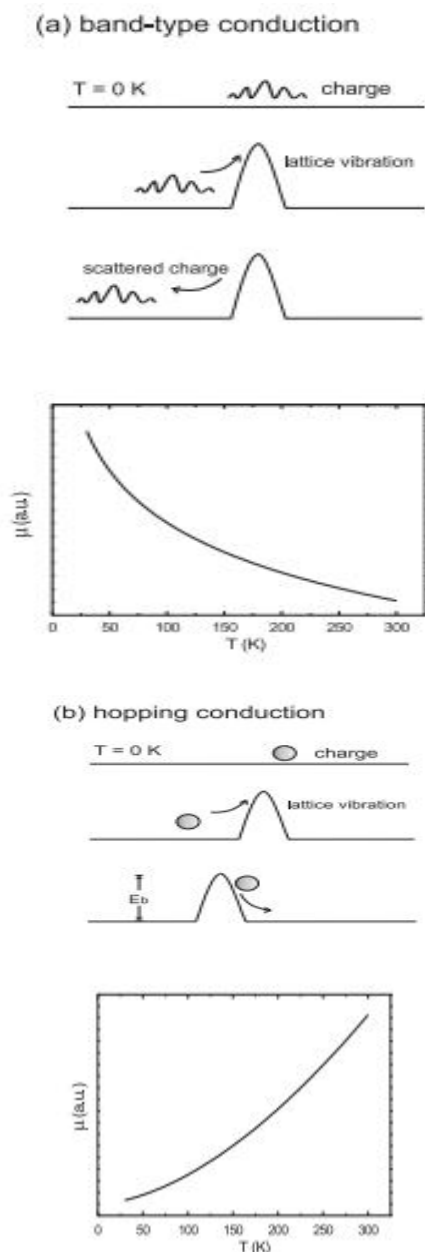 (a) band-type conduction
T = 0 K charge
lattice vibration
scattered charge
μ (a.u.)
0 50 100 150 200 250 300
T (K)
(b) hopping conduction
T = 0 K charge
lattice vibration
Eb
μ (a.u.)
0 50 100 150 200 250 300
T (K)